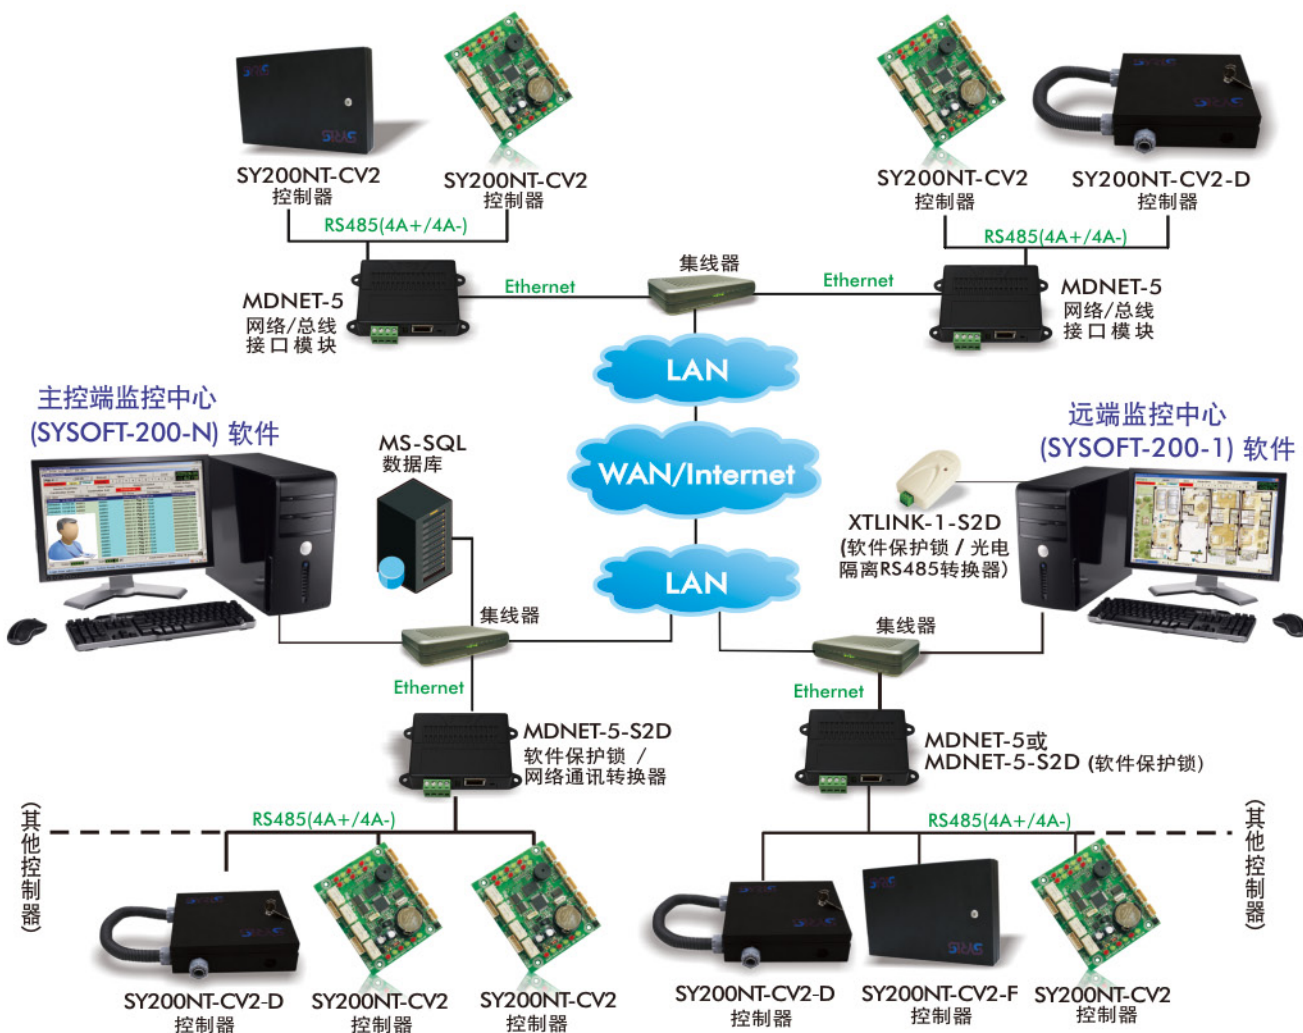 SY200NT-CV2
控制器
SY200NT-CV2
控制器
SY200NT-CV2
控制器
SY200NT-CV2-D
控制器
RS485(4A+/4A-)
RS485(4A+/4A-)
MDNET-5
网络/总线
接口模块
Ethernet
集线器
Ethernet
MDNET-5
网络/总线
接口模块
LAN
主控端监控中心
(SYSOFT-200-N) 软件
MS-SQL
数据库
WAN/Internet
远端监控中心
(SYSOFT-200-1) 软件
XTLINK-1-S2D
(软件保护锁 / 光电
隔离RS485转换器)
LAN
集线器
集线器
Ethernet
Ethernet
MDNET-5-S2D
软件保护锁 /
网络通讯转换器
MDNET-5或
MDNET-5-S2D (软件保护锁)
(其他控制器)
RS485(4A+/4A-)
RS485(4A+/4A-)
(其他控制器)
SY200NT-CV2-D
控制器
SY200NT-CV2
控制器
SY200NT-CV2
控制器
SY200NT-CV2-D
控制器
SY200NT-CV2-F
控制器
SY200NT-CV2
控制器